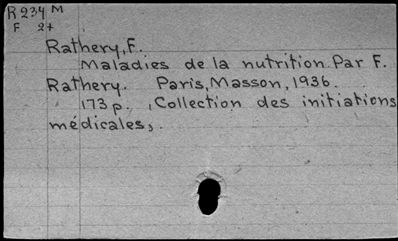 R 234 M
F 2+
Rathery, F.
Maladies de la nutrition. Par F.
Rathery. Paris, Masson, 1936.
173 p. , Collection des initiations
médicales,.